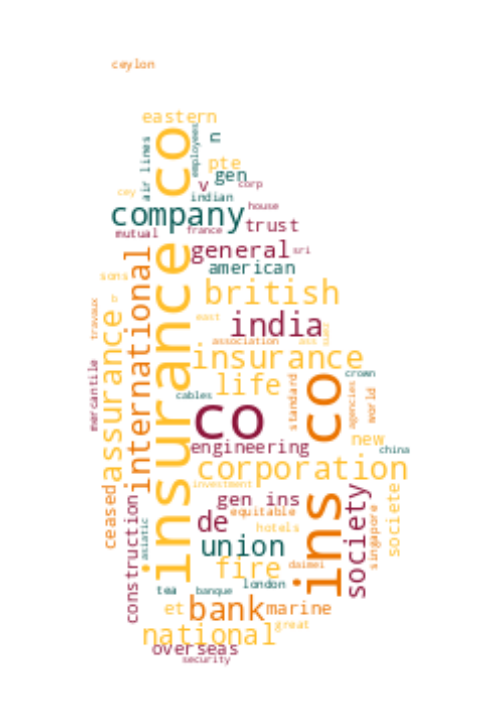 ceylon
eastern
insurance co
air lines
employees
n
pte
gen
v
corp
cey
indian
company
house
mutual
france
trust
general
sri
american
international
sons
b
british
travaux
assurance
east
india
association
ass
insurance
life
crown
mercantile
cables
standard
ins co
agencies
world
co
new
engineering
china
corporation
investment
ceased
construction
gen ins
equitable
society
societe
singapore
de
asiatic
hotels
union
fire
daimei
london
tea
banque
et
bank
marine
great
national
overseas
security